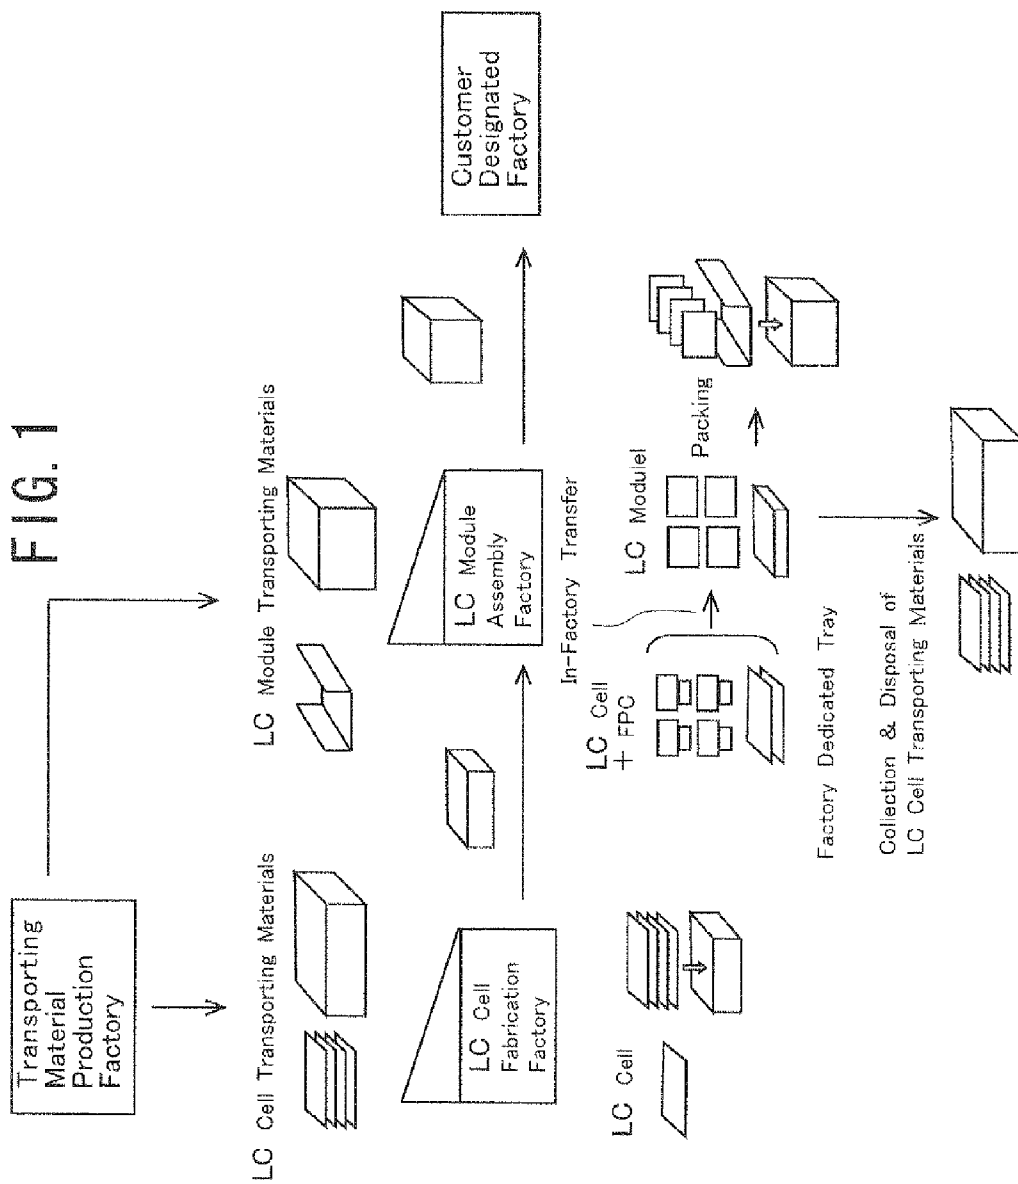 FIG. 1
Transporting
Material
Production
Factory
LC Cell Transporting Materials
LC Module Transporting Materials
LC Cell
Fabrication
Factory
LC Module
Assembly
Factory
Customer
Designated
Factory
In-Factory Transfer
LC Cell
LC Cell
+ FPC
LC Modulel
Packing
Factory Dedicated Tray
Collection & Disposal of
LC Cell Transporting Materials